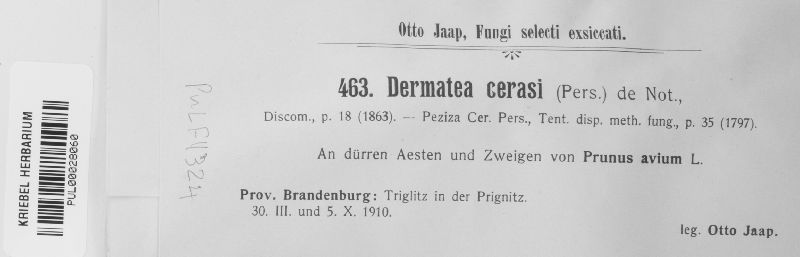 Otto Jaap, Fungi selecti exsiccati.
463. Dermatea cerasi (Pers.) de Not.,
Discom., p. 18 (1863). — Peziza Cer. Pers., Tent. disp. meth. fung., p. 35 (1797).
An dürren Aesten und Zweigen von Prunus avium L.
Prov. Brandenburg: Triglitz in der Prignitz.
30. III. und 5. X. 1910.
leg. Otto Jaap.
KRIEBEL HERBARIUM
PUL00028060
PULF4324